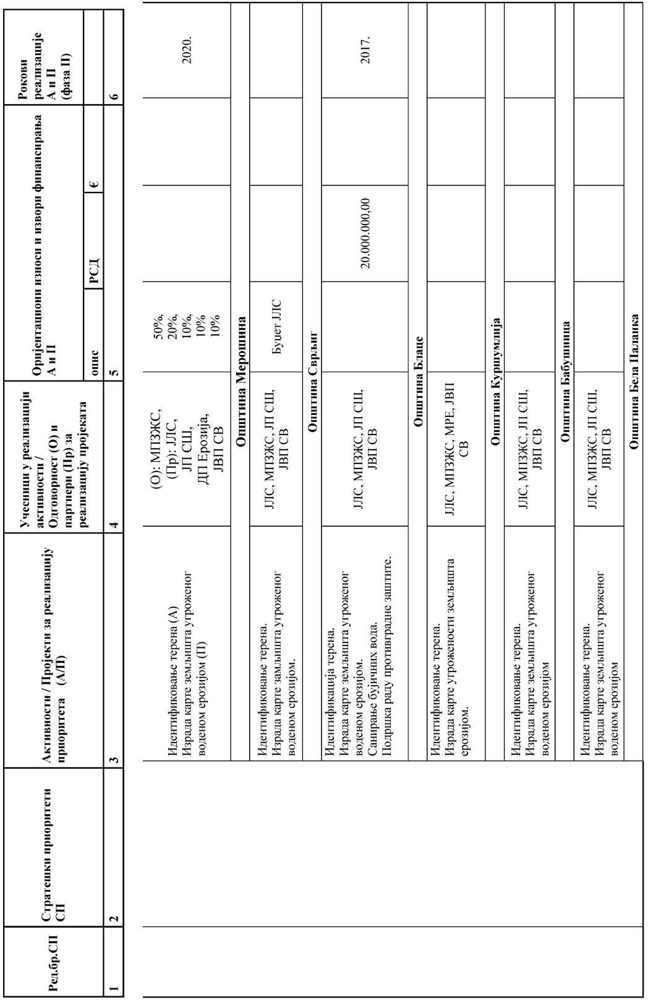 Ред.бр.СП
Стратешки приоритети
СП
Активности / Пројекти за реализацију
приоритета (А/П)
Учесници у реализацији
активности /
Одговорност (О) и
партнери (Пр) за
реализацију пројеката
Оријентациони износи и извори финансирања
А и П
опис
РСД
€
Рокови
реализације
А и П
(фаза II)
1
2
3
4
5
6
Идентификовање терена (А)
Израда карте земљишта угроженог
воденом ерозијом (П)
(О): МПЗЖС,
(Пр): ЈЛС,
ЈП СШ,
ДП Ерозија,
ЈВП СВ
50%,
20%,
10%,
10%
10%
2020.
Општина Мерошина
Идентификовање терена.
Израда карте замљишта угроженог
воденом ерозијом.
ЈЛС, МПЗЖС, ЈП СШ,
ЈВП СВ
Буџет ЈЛС
Општина Сврљиг
Идентификација терена.
Израда карте земљишта угроженог
воденом ерозијом.
Санирање бујичних вода.
Подршка раду противградне заштите.
ЈЛС, МПЗЖС, ЈП СШ,
ЈВП СВ
20.000.000,00
2017.
Општина Блаце
Идентификовање терена.
Израда карте угрожености земљишта
ерозијом.
ЈЛС, МПЗЖС, МРЕ, ЈВП
СВ
Општина Куршумлија
Идентификовање терена.
Израда карте земљишта угроженог
воденом ерозијом
ЈЛС, МПЗЖС, ЈП СШ,
ЈВП СВ
Општина Бабушница
Идентификовање терена.
Израда карте земљишта угроженог
воденом ерозијом
ЈЛС, МПЗЖС, ЈП СШ,
ЈВП СВ
Општина Бела Паланка